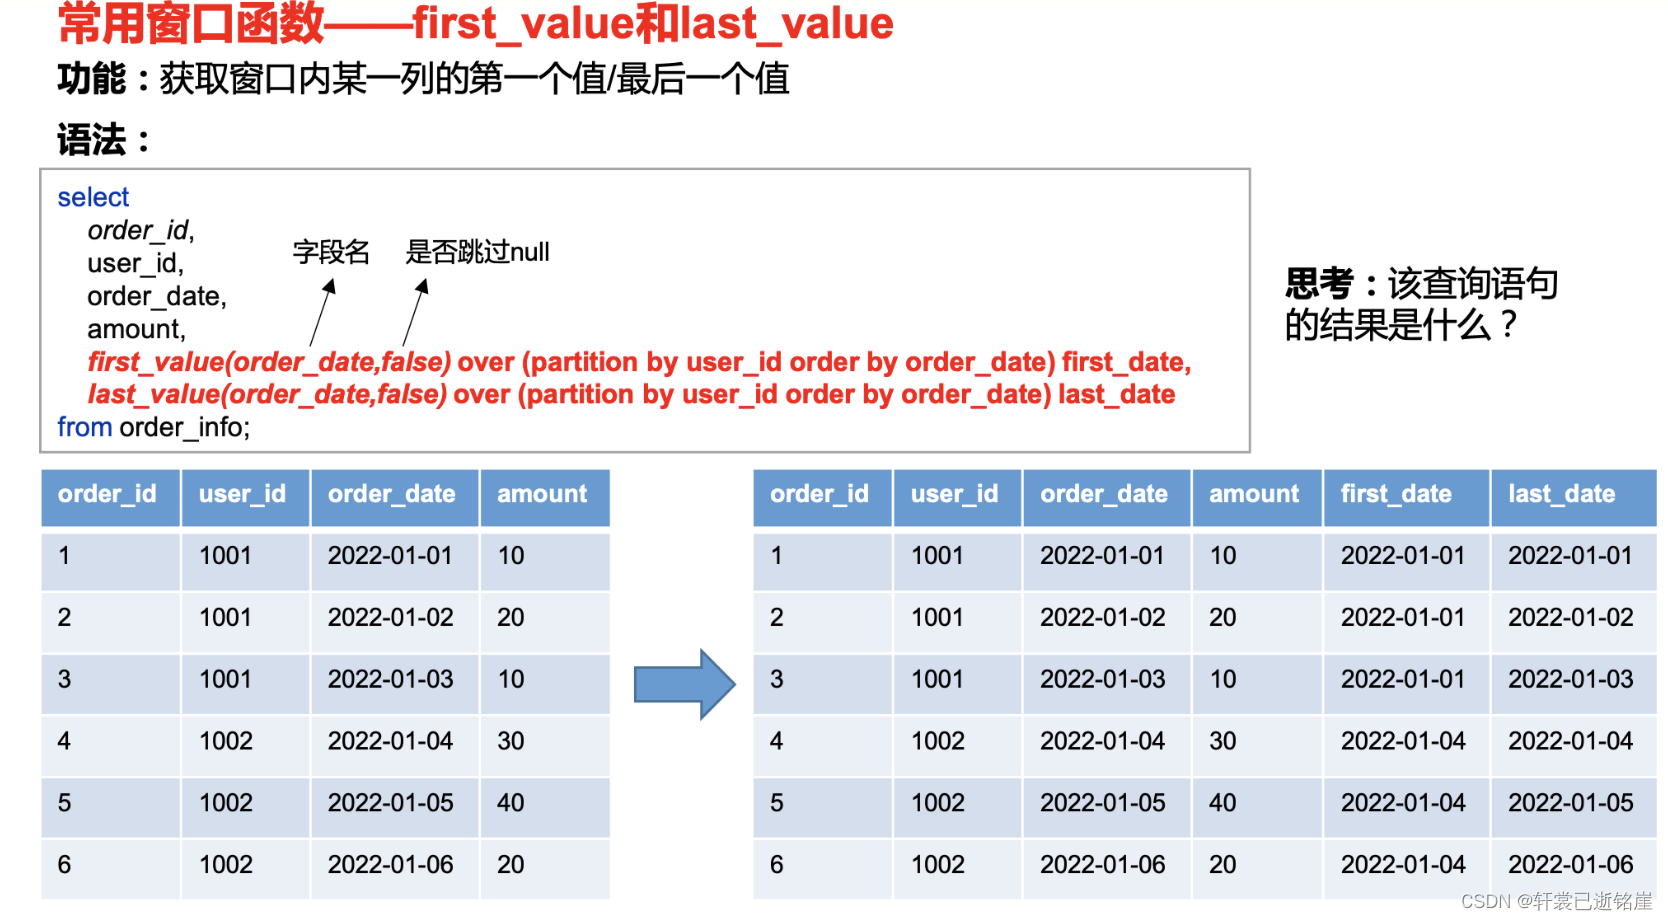 常用窗口函数——first_value和last_value
功能：获取窗口内某一列的第一个值/最后一个值
语法：
select
order_id,
字段名 是否跳过null
user_id,
order_date,
amount,
first_value(order_date,false) over (partition by user_id order by order_date) first_date,
last_value(order_date,false) over (partition by user_id order by order_date) last_date
from order_info;
思考：该查询语句
的结果是什么？
order_id user_id order_date amount
1 1001 2022-01-01 10
2 1001 2022-01-02 20
3 1001 2022-01-03 10
4 1002 2022-01-04 30
5 1002 2022-01-05 40
6 1002 2022-01-06 20
order_id user_id order_date amount first_date last_date
1 1001 2022-01-01 10 2022-01-01 2022-01-01
2 1001 2022-01-02 20 2022-01-01 2022-01-02
3 1001 2022-01-03 10 2022-01-01 2022-01-03
4 1002 2022-01-04 30 2022-01-04 2022-01-04
5 1002 2022-01-05 40 2022-01-04 2022-01-05
6 1002 2022-01-06 20 2022-01-04 2022-01-06
CSDN @轩裳已逝铭崖